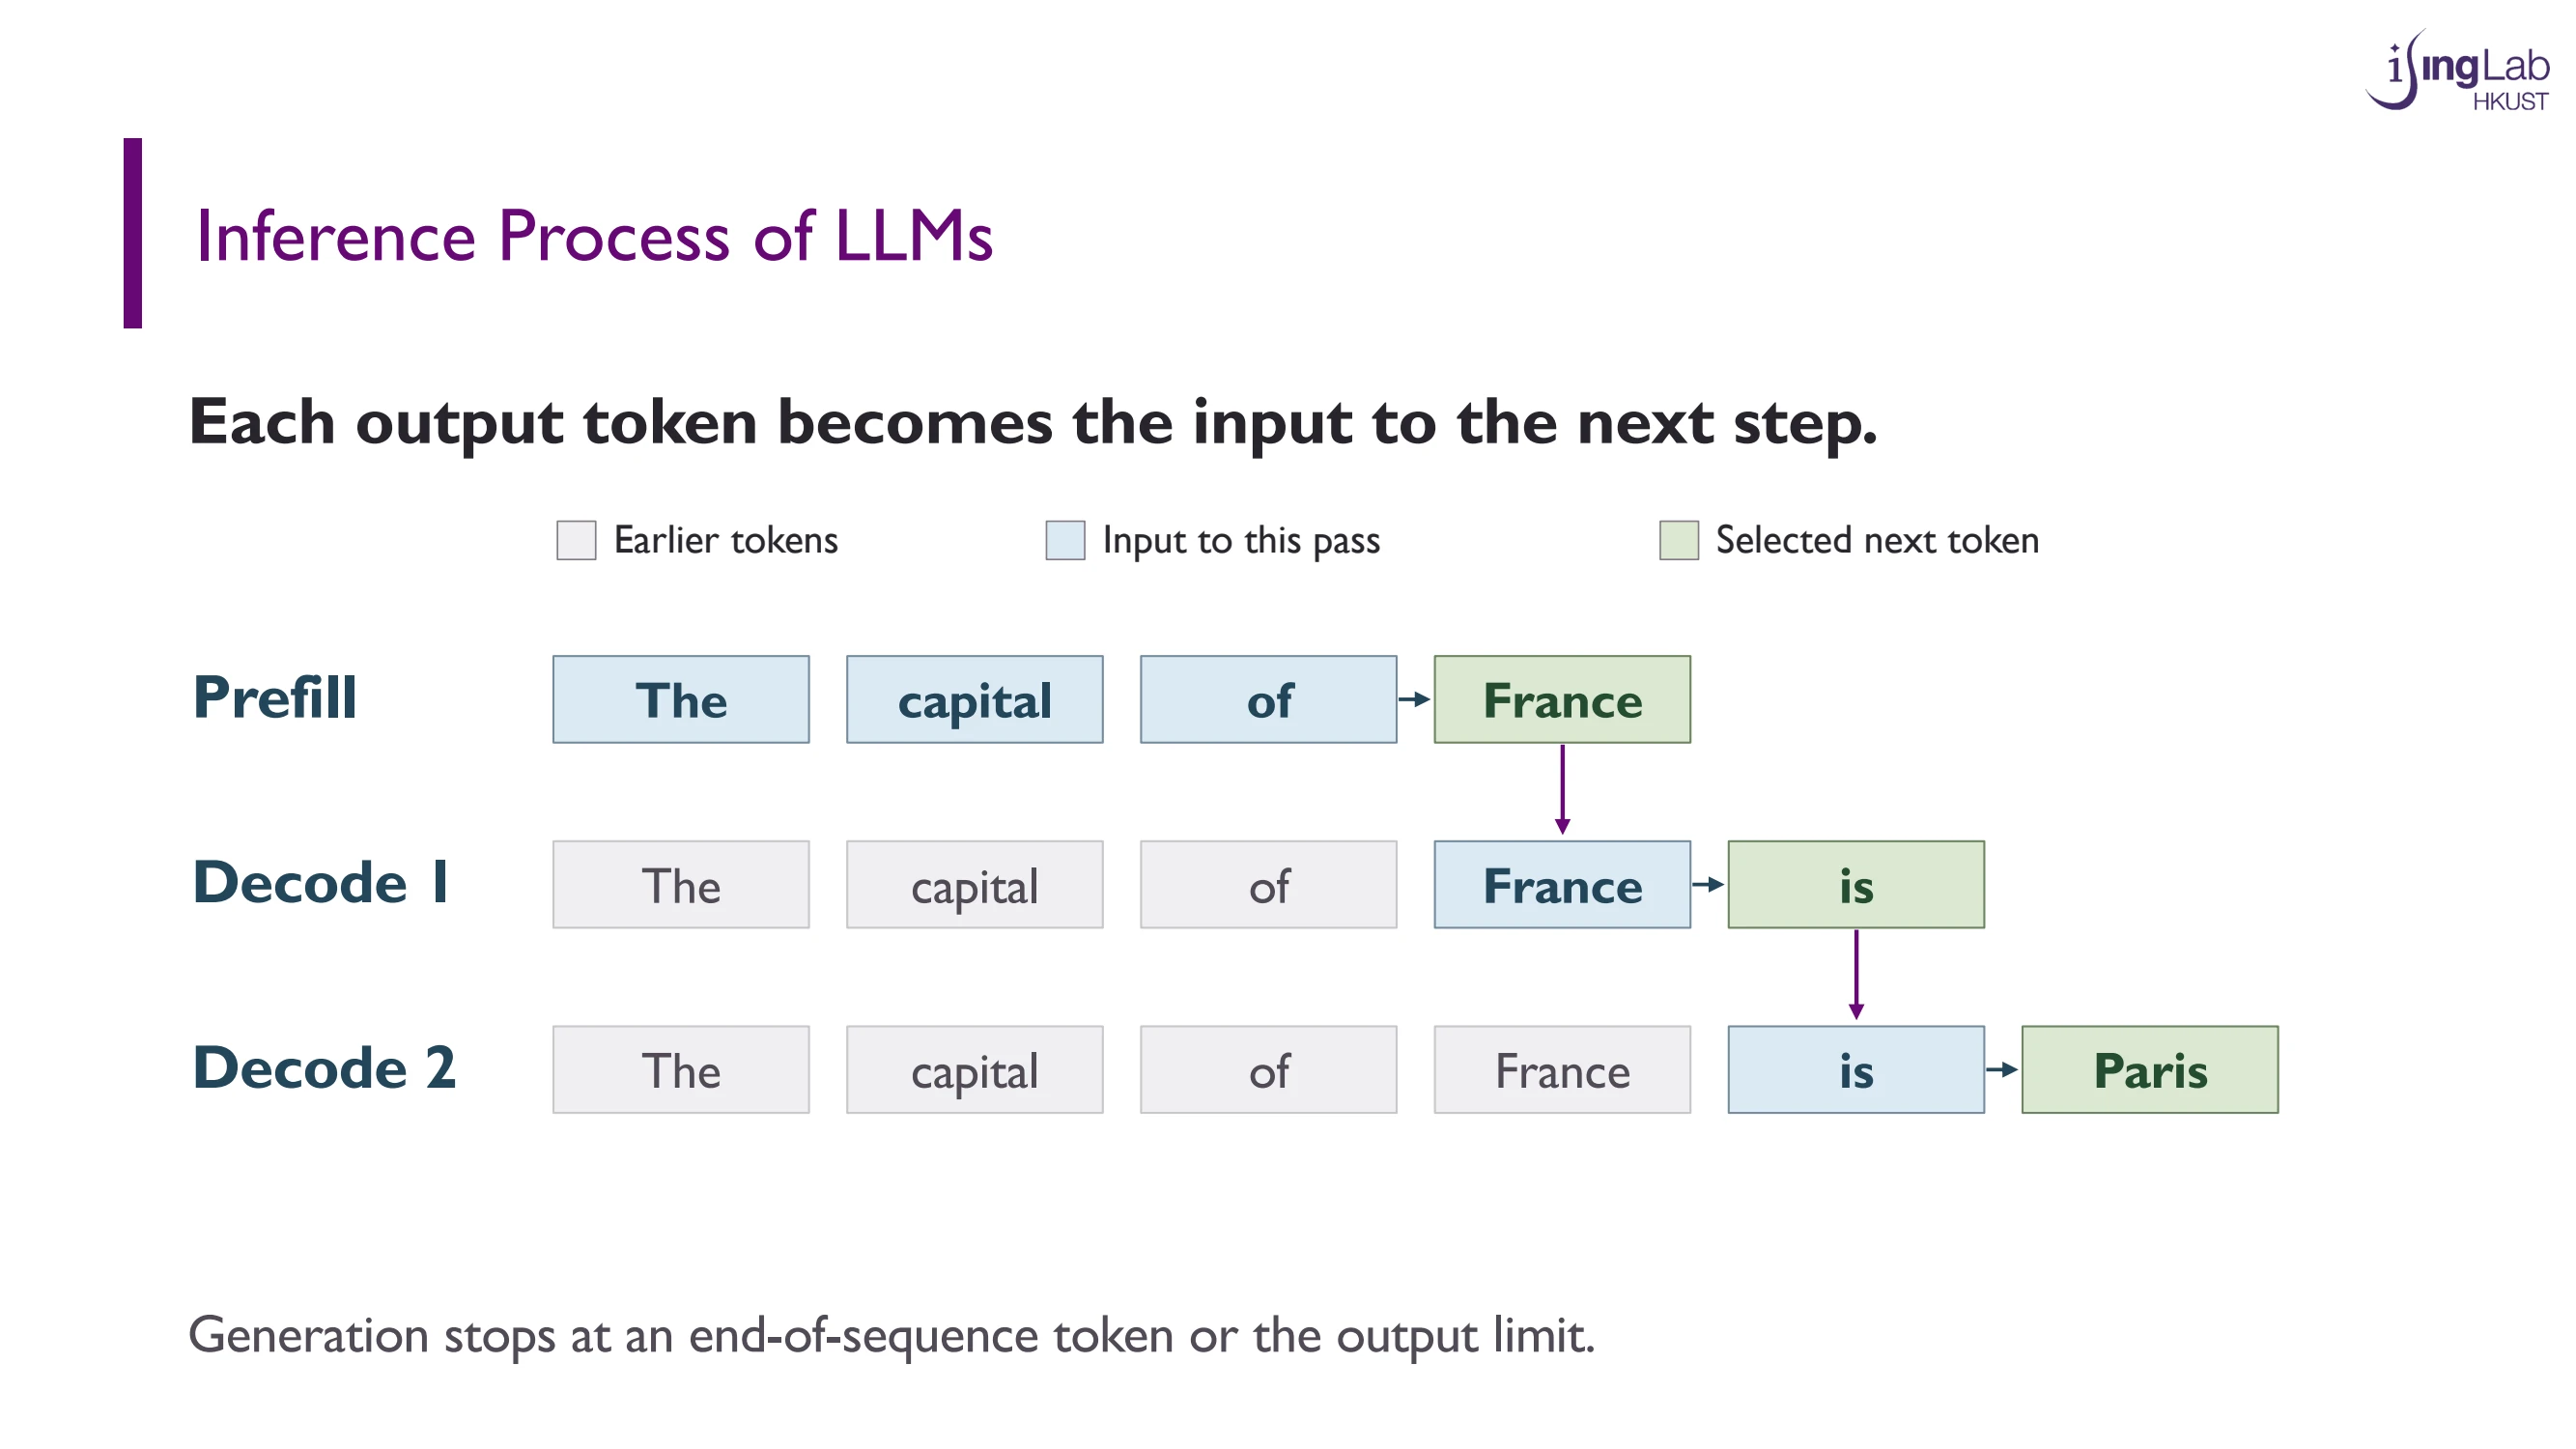 iSingLab
HKUST
Inference Process of LLMs
Each output token becomes the input to the next step.
Earlier tokens Input to this pass Selected next token
Prefill The capital of France
Decode 1 The capital of France is
Decode 2 The capital of France is Paris
Generation stops at an end-of-sequence token or the output limit.